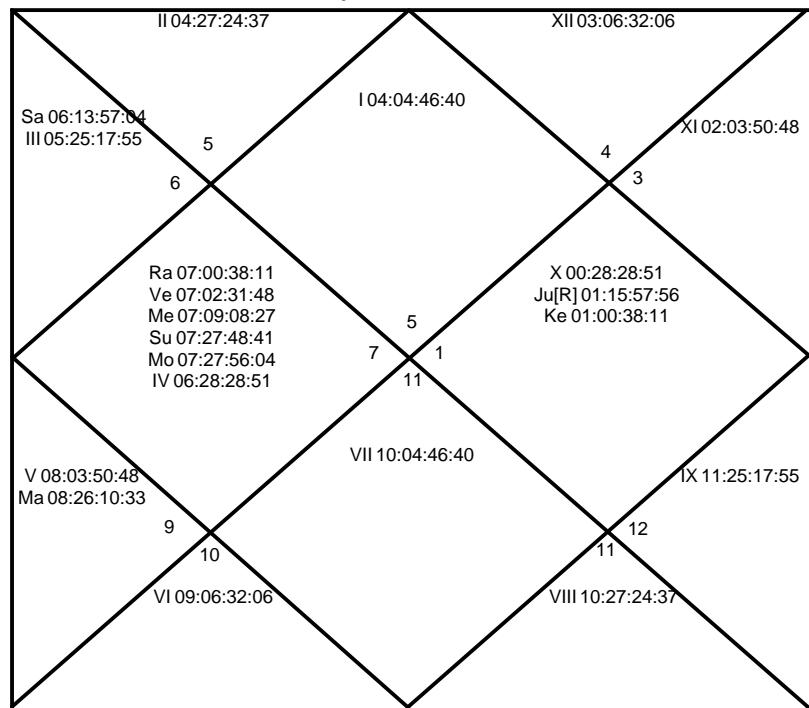 II 04:27:24:37
XII 03:06:32:06
I 04:04:46:40
Sa 06:13:57:04
III 05:25:17:55
XI 02:03:50:48
5
4
6
3
Ra 07:00:38:11
Ve 07:02:31:48
Me 07:09:08:27
Su 07:27:48:41
Mo 07:27:56:04
IV 06:28:28:51
X 00:28:28:51
Ju[R] 01:15:57:56
Ke 01:00:38:11
5
7
1
11
VII 10:04:46:40
V 08:03:50:48
Ma 08:26:10:33
IX 11:25:17:55
9
12
10
11
VI 09:06:32:06
VIII 10:27:24:37